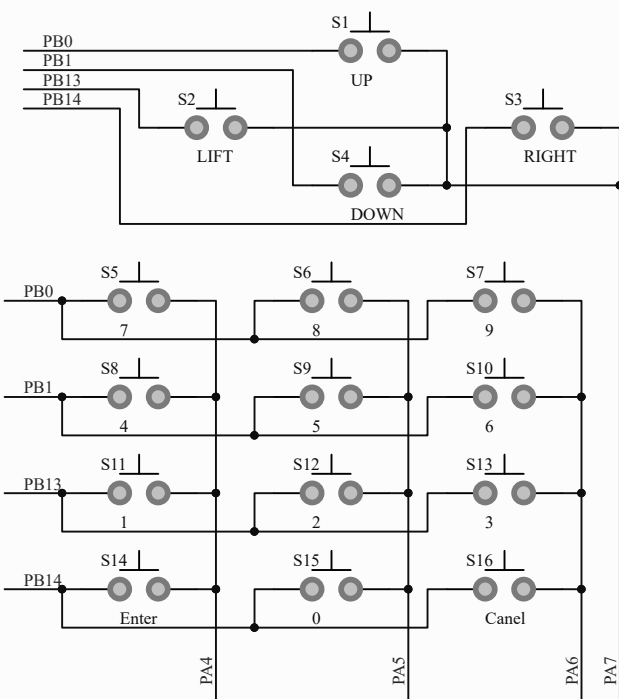 S1
PB0
PB1
UP
PB13
PB14
S2
S3
LIFT
S4
RIGHT
DOWN
S5 S6 S7
PB0
7 8 9
S8 S9 S10
PB1
4 5 6
S11 S12 S13
PB13
1 2 3
S14 S15 S16
PB14
Enter 0 Canel
PA4 PA5 PA6 PA7